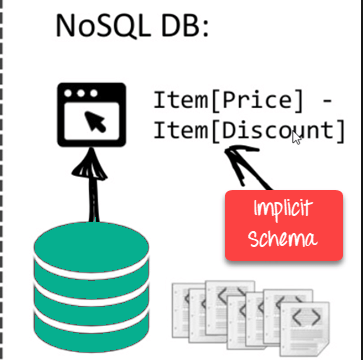 NoSQL DB:
Item[Price] -
Item[Discount]
Implicit
Schema